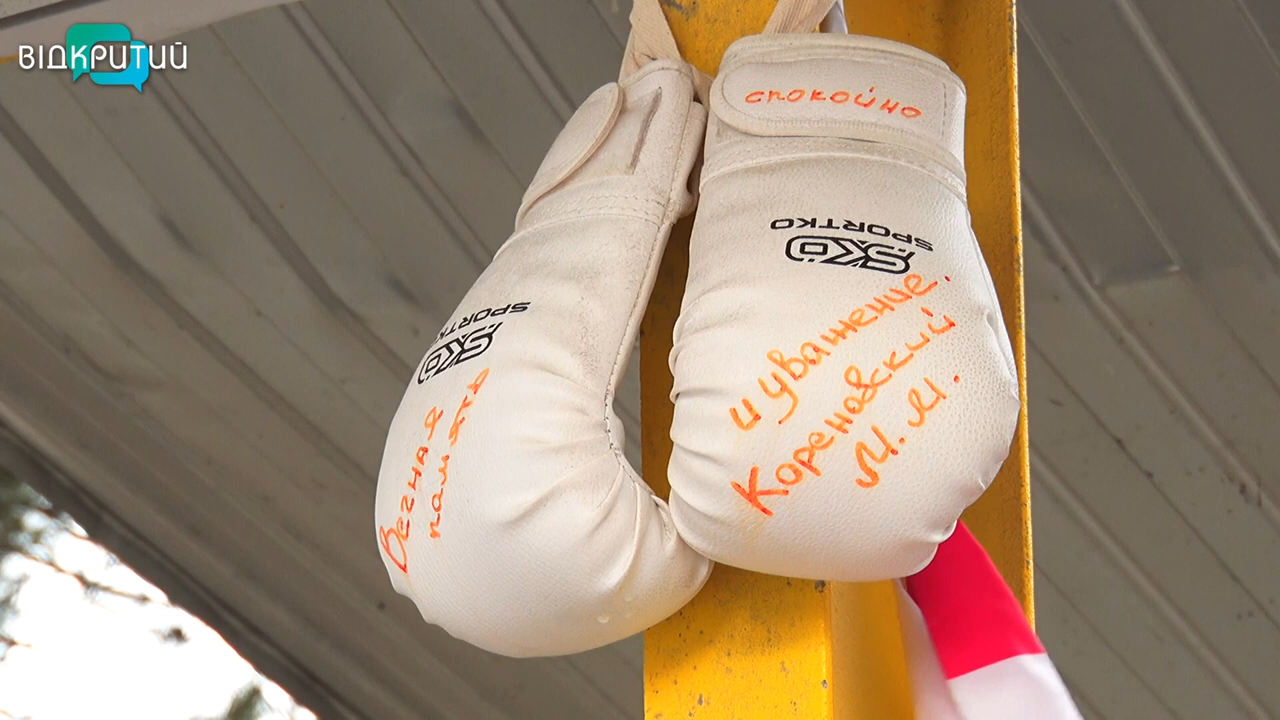 ВІДКРИТИЙ
Вечная
память
SPORTKO
SKO
спокойно
SPORTKO
SKO
и уважение.
Кореновский
М. М.